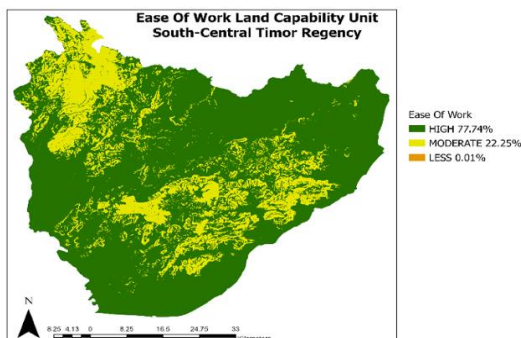 Ease Of Work Land Capability Unit
South-Central Timor Regency
Ease Of Work
HIGH 77.74%
MODERATE 22.25%
LESS 0.01%
N
8.25 4.13 0 8.25 16.5 24.75 33